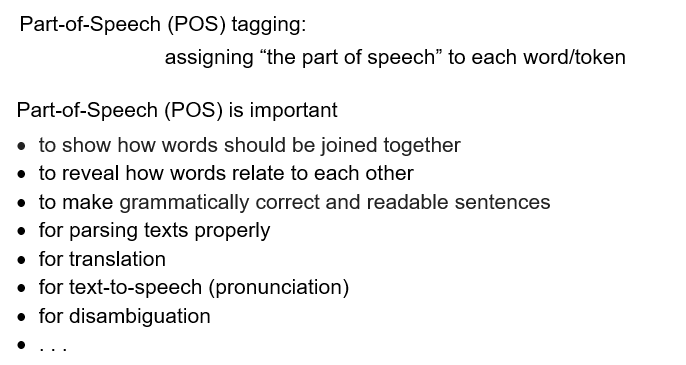 Part-of-Speech (POS) tagging:
assigning “the part of speech” to each word/token
Part-of-Speech (POS) is important
• to show how words should be joined together
• to reveal how words relate to each other
• to make grammatically correct and readable sentences
• for parsing texts properly
• for translation
• for text-to-speech (pronunciation)
• for disambiguation
• . . .